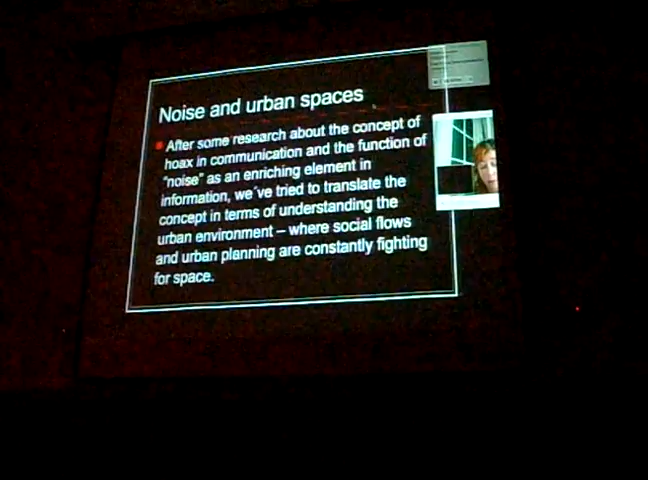 Noise and urban spaces
After some research about the concept of
hoax in communication and the function of
"noise" as an enriching element in
information, we´ve tried to translate the
concept in terms of understanding the
urban environment – where social flows
and urban planning are constantly fighting
for space.